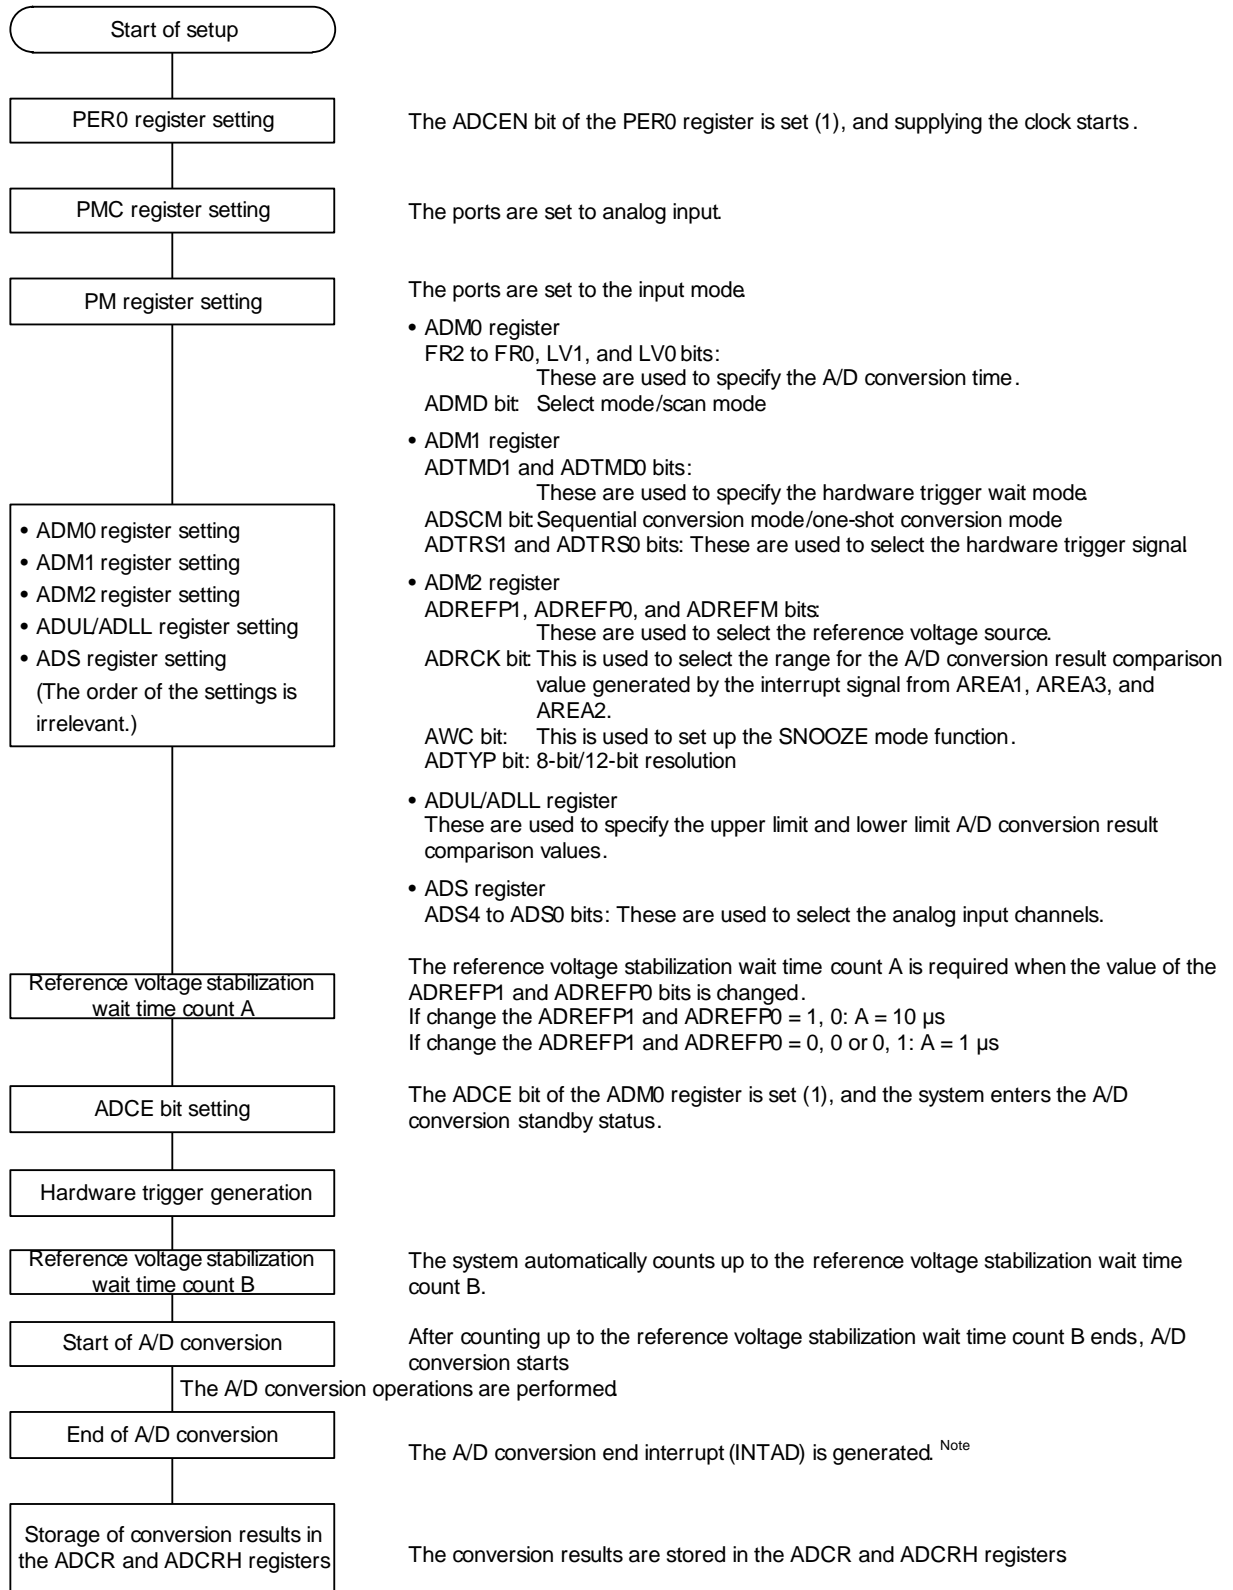 Start of setup
PER0 register setting
The ADCEN bit of the PER0 register is set (1), and supplying the clock starts.
PMC register setting
The ports are set to analog input.
PM register setting
The ports are set to the input mode.
• ADM0 register
FR2 to FR0, LV1, and LV0 bits:
These are used to specify the A/D conversion time.
ADMD bit: Select mode/scan mode
• ADM1 register
ADTMD1 and ADTMD0 bits:
These are used to specify the hardware trigger wait mode.
ADSCM bit: Sequential conversion mode/one-shot conversion mode
ADTRS1 and ADTRS0 bits: These are used to select the hardware trigger signal.
• ADM2 register
ADREFP1, ADREFP0, and ADREFM bits:
These are used to select the reference voltage source.
ADRCK bit: This is used to select the range for the A/D conversion result comparison
value generated by the interrupt signal from AREA1, AREA3, and
AREA2.
AWC bit: This is used to set up the SNOOZE mode function.
ADTYP bit: 8-bit/12-bit resolution
• ADUL/ADLL register
These are used to specify the upper limit and lower limit A/D conversion result
comparison values.
• ADS register
ADS4 to ADS0 bits: These are used to select the analog input channels.
• ADM0 register setting
• ADM1 register setting
• ADM2 register setting
• ADUL/ADLL register setting
• ADS register setting
(The order of the settings is
irrelevant.)
Reference voltage stabilization
wait time count A
The reference voltage stabilization wait time count A is required when the value of the
ADREFP1 and ADREFP0 bits is changed.
If change the ADREFP1 and ADREFP0 = 1, 0: A = 10 µs
If change the ADREFP1 and ADREFP0 = 0, 0 or 0, 1: A = 1 µs
ADCE bit setting
The ADCE bit of the ADM0 register is set (1), and the system enters the A/D
conversion standby status.
Hardware trigger generation
Reference voltage stabilization
wait time count B
The system automatically counts up to the reference voltage stabilization wait time
count B.
Start of A/D conversion
After counting up to the reference voltage stabilization wait time count B ends, A/D
conversion starts
The A/D conversion operations are performed.
End of A/D conversion
The A/D conversion end interrupt (INTAD) is generated. Note
Storage of conversion results in
the ADCR and ADCRH registers
The conversion results are stored in the ADCR and ADCRH registers